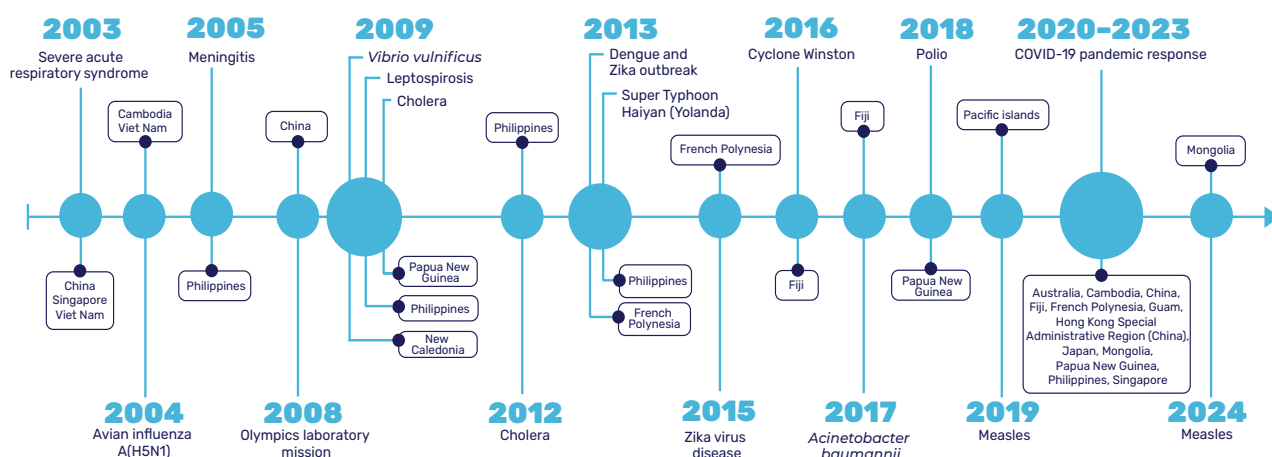 2003
Severe acute
respiratory syndrome
China
Singapore
Viet Nam
Cambodia
Viet Nam
2004
Avian influenza
A(H5N1)
2005
Meningitis
Philippines
China
2008
Olympics laboratory
mission
2009
Vibrio vulnificus
Leptospirosis
Cholera
Papua New
Guinea
Philippines
New
Caledonia
Philippines
2012
Cholera
2013
Dengue and
Zika outbreak
Super Typhoon
Haiyan (Yolanda)
Philippines
French
Polynesia
French Polynesia
2015
Zika virus
disease
2016
Cyclone Winston
Fiji
Fiji
2017
Acinetobacter
baumannii
2018
Polio
Papua New
Guinea
Pacific islands
2019
Measles
2020–2023
COVID-19 pandemic response
Australia, Cambodia, China,
Fiji, French Polynesia, Guam,
Hong Kong Special
Administrative Region (China),
Japan, Mongolia,
Papua New Guinea,
Philippines, Singapore
Mongolia
2024
Measles